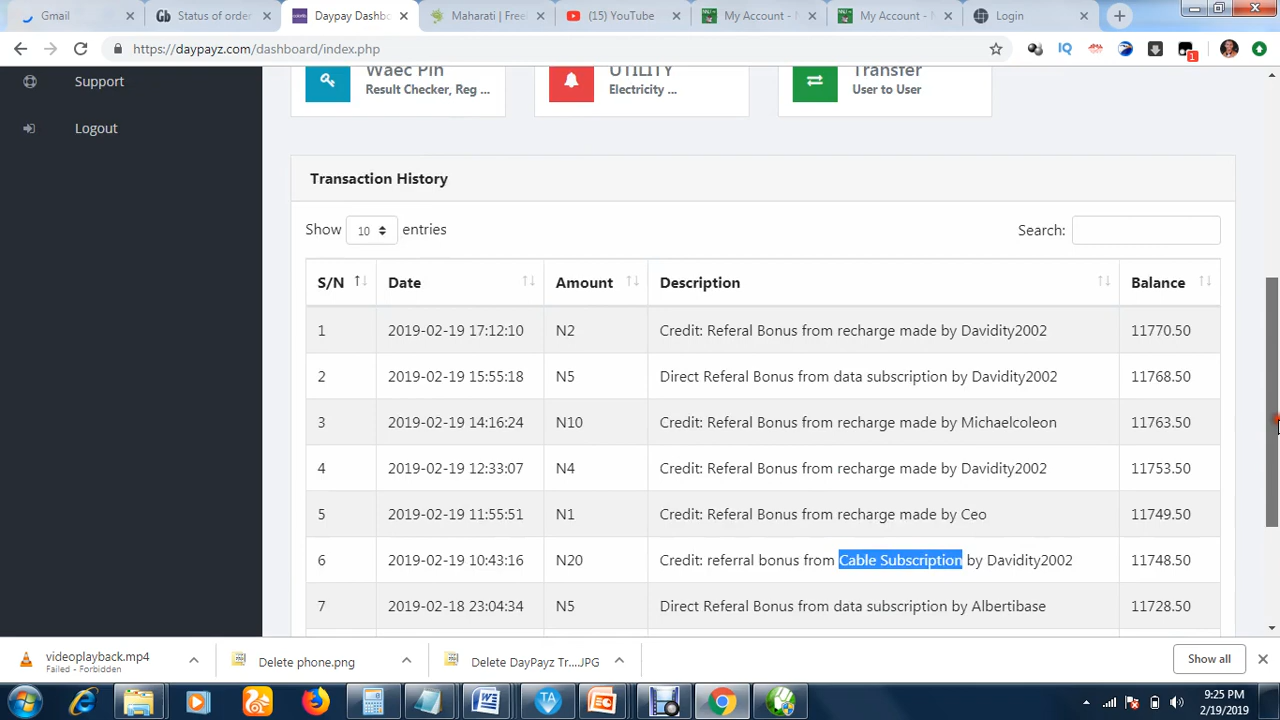 Gmail
Status of order
Daypay Dashbo
Madarati | Free
(15) YouTube
My Account -
My Account -
Login
https://daypayz.com/dashboard/index.php
IQ
1
Support
Logout
Waec Pin
Result Checker, Reg ...
UTILITY
Electricity ...
Transfer
User to User
Transaction History
Show 10 entries
Search:
S/N Date Amount Description Balance
1 2019-02-19 17:12:10 N2 Credit: Referal Bonus from recharge made by Davidity2002 11770.50
2 2019-02-19 15:55:18 N5 Direct Referal Bonus from data subscription by Davidity2002 11768.50
3 2019-02-19 14:16:24 N10 Credit: Referal Bonus from recharge made by Michaelcoleon 11763.50
4 2019-02-19 12:33:07 N4 Credit: Referal Bonus from recharge made by Davidity2002 11753.50
5 2019-02-19 11:55:51 N1 Credit: Referal Bonus from recharge made by Ceo 11749.50
6 2019-02-19 10:43:16 N20 Credit: referral bonus from Cable Subscription by Davidity2002 11748.50
7 2019-02-18 23:04:34 N5 Direct Referal Bonus from data subscription by Albertibase 11728.50
videoplayback.mp4
Failed - Forbidden
Delete phone.png
Delete DayPayz Tr....JPG
Show all
TA
9:25 PM
2/19/2019